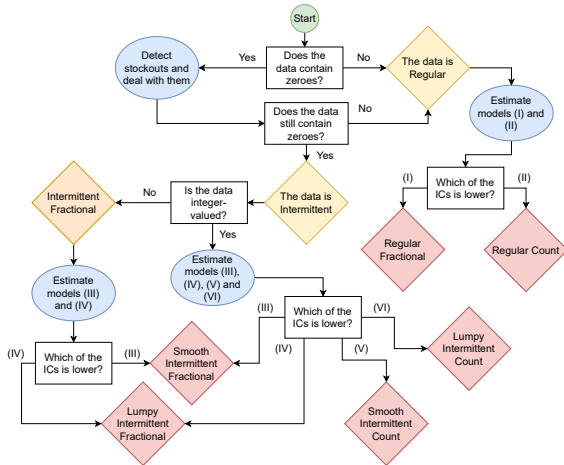 Start
Does the
data contain
zeroes?
Yes
No
Detect
stockouts and
deal with them
The data is
Regular
Does the data
still contain
zeroes?
No
Yes
Estimate
models (I) and
(II)
Which of the
ICs is lower?
(I)
(II)
Regular
Fractional
Regular Count
The data is
Intermittent
Is the data
integer-
valued?
No
Yes
Intermittent
Fractional
Estimate
models (III)
and (IV)
Estimate
models (III),
(IV), (V) and
(VI)
Which of the
ICs is lower?
(III)
(IV)
(V)
(VI)
Which of the
ICs is lower?
(IV)
(III)
Smooth
Intermittent
Fractional
Lumpy
Intermittent
Fractional
Smooth
Intermittent
Count
Lumpy
Intermittent
Count